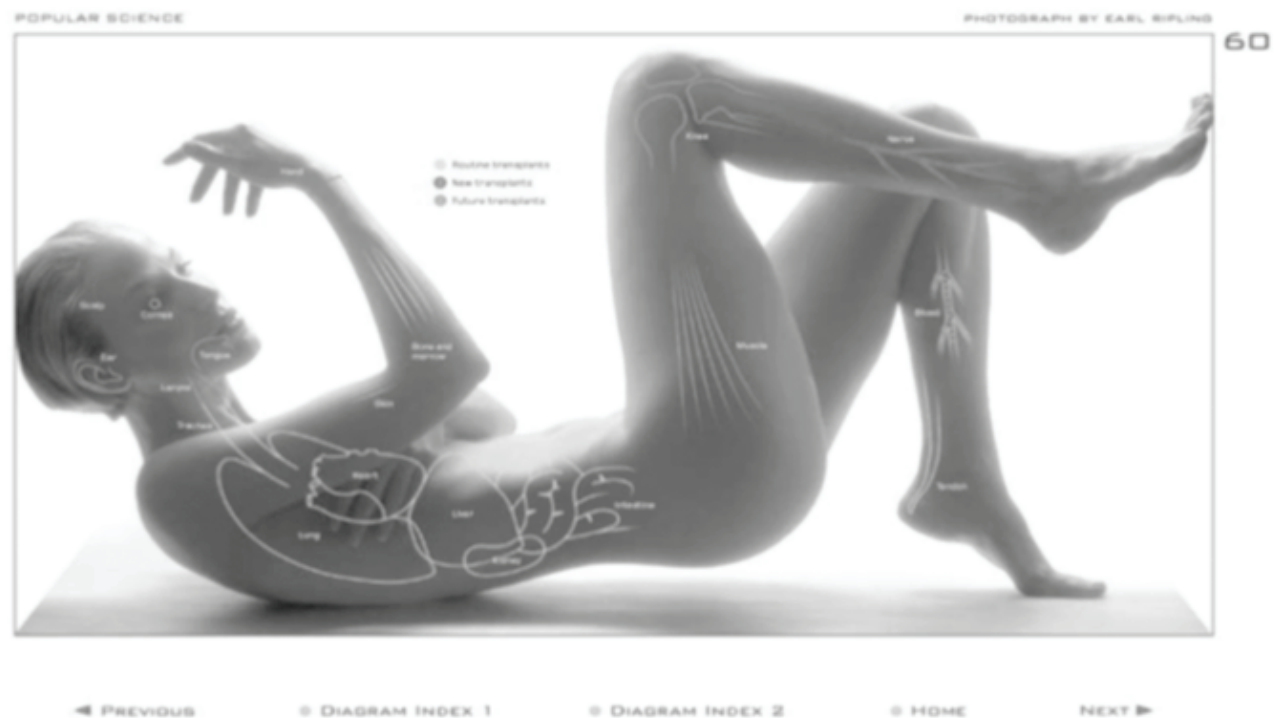 POPULAR SCIENCE
PHOTOGRAPH BY EARL RIPLING
60
Hand
Routine transplants
New transplants
Future transplants
Knee
Nerve
Scalp
Cornea
Ear
Tongue
Larynx
Trachea
Bone and
marrow
Skin
Muscle
Blood
Heart
Lung
Liver
Kidney
Intestine
Tendon
PREVIOUS
DIAGRAM INDEX 1
DIAGRAM INDEX 2
HOME
NEXT